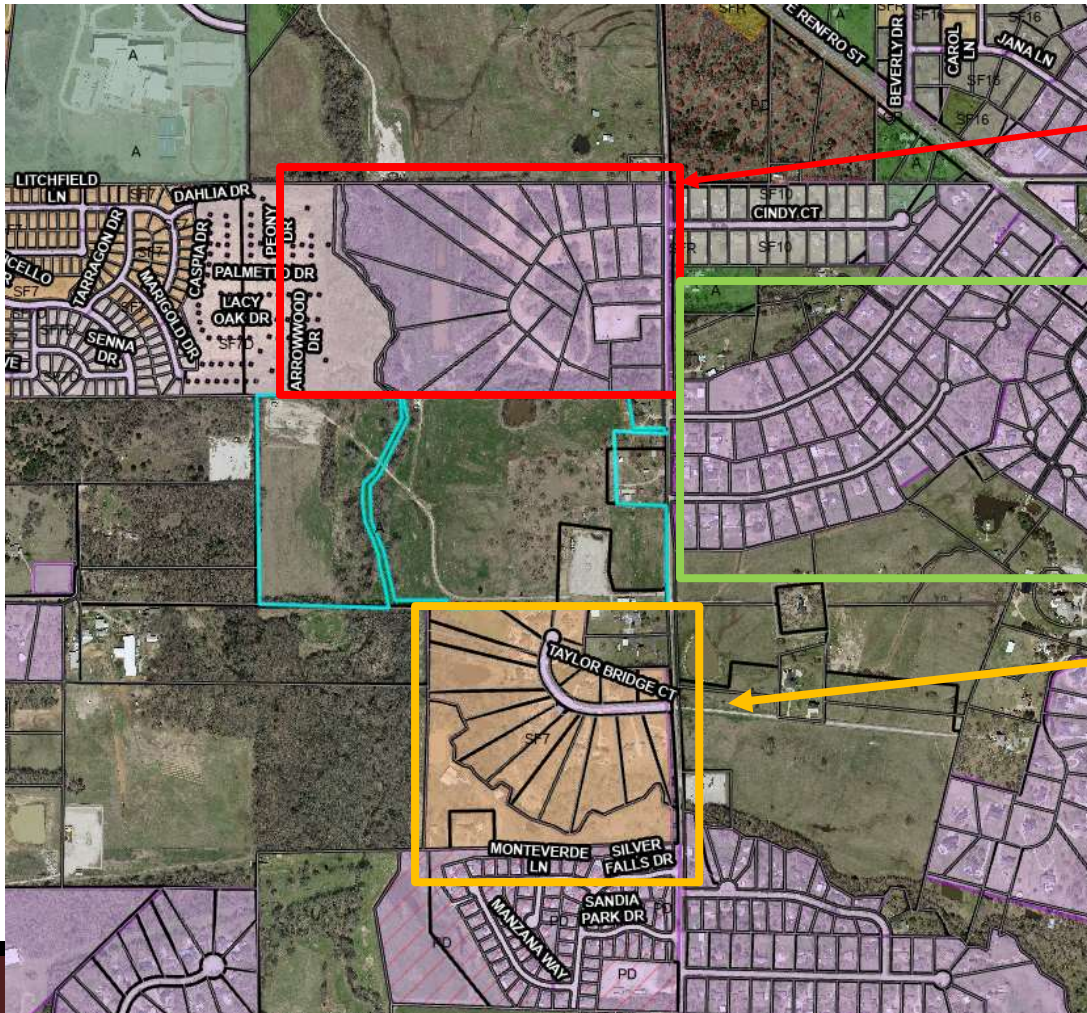 SFR
A
E RENFRO ST
BEVERLY DR
SF16
CAROL
LN
SF16
JANA LN
A
PD
SF16
A
A
LITCHFIELD
LN
SF7
DAHLIA DR
SF10
CINDY CT
SF10
TARRAGON DR
SF7
CASPIA DR
PEONY
DR
PALMETTO DR
MARIGOLD DR
SF7
LACY
OAK DR
SENNA
DR
ARROWWOOD
DR
A
TAYLOR BRIDGE CT
SF7
MONTEVERDE
LN
SILVER
FALLS DR
SANDIA
PARK DR
PD
PD
MANZANA WAY
PD
PD